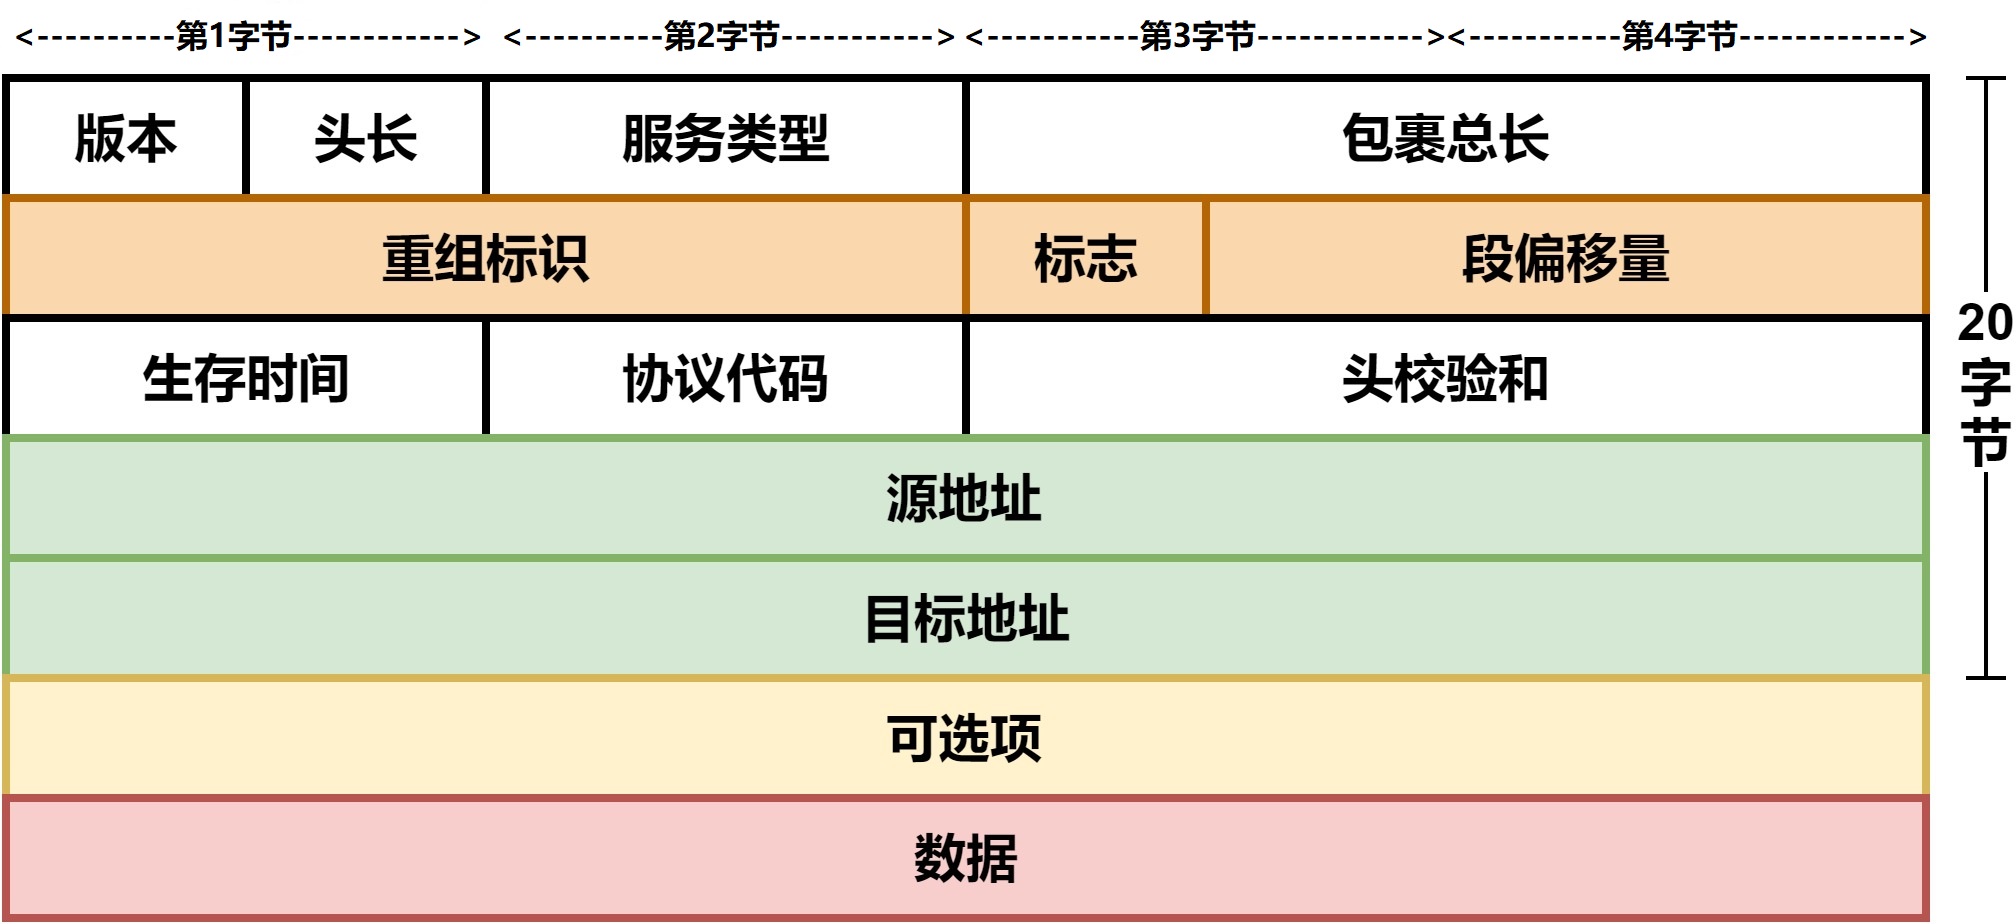 <----------第1字节------------> <----------第2字节-----------> <-----------第3字节------------><-----------第4字节------------>
版本 头长 服务类型 包裹总长
重组标识 标志 段偏移量
生存时间 协议代码 头校验和
源地址
目标地址
可选项
数据
20
字
节